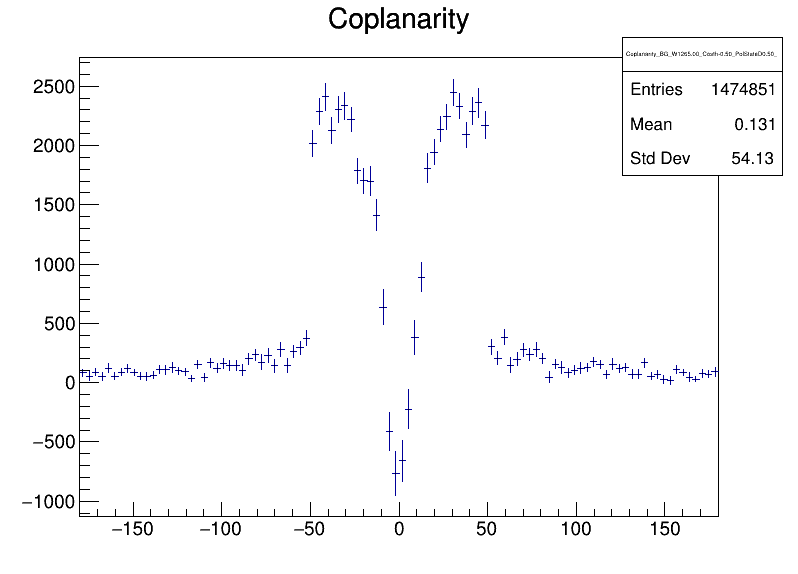 Coplanarity
Coplanarity_BG_W1265.00_Costh-0.50_PolStateD0.50_
Entries 1474851
Mean 0.131
Std Dev 54.13
2500
2000
1500
1000
500
0
−500
−1000
−150 −100 −50 0 50 100 150